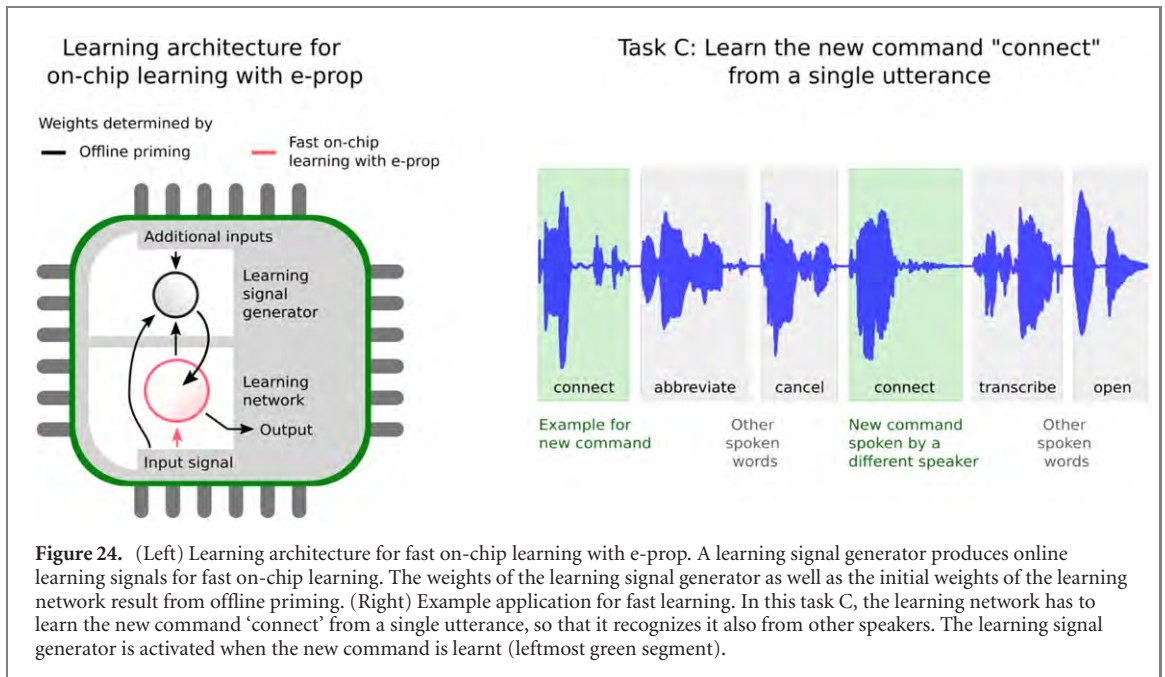 Learning architecture for
on-chip learning with e-prop
Weights determined by
Offline priming
Fast on-chip
learning with e-prop
Additional inputs
Learning
signal
generator
Learning
network
Output
Input signal
Task C: Learn the new command "connect"
from a single utterance
connect
abbreviate
cancel
connect
transcribe
open
Example for
new command
Other
spoken
words
New command
spoken by a
different speaker
Other
spoken
words
Figure 24. (Left) Learning architecture for fast on-chip learning with e-prop. A learning signal generator produces online
learning signals for fast on-chip learning. The weights of the learning signal generator as well as the initial weights of the learning
network result from offline priming. (Right) Example application for fast learning. In this task C, the learning network has to
learn the new command ‘connect’ from a single utterance, so that it recognizes it also from other speakers. The learning signal
generator is activated when the new command is learnt (leftmost green segment).